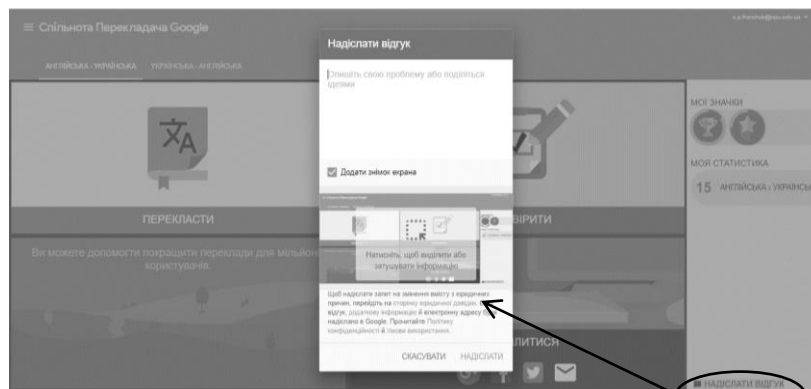 Спільнота Перекладача Google
АНГЛІЙСЬКА - УКРАЇНСЬКА УКРАЇНСЬКА - АНГЛІЙСЬКА
ПЕРЕКЛАСТИ
Ви можете допомогти покращити переклади для мільйон
користувачів.
Надіслати відгук
Опишіть свою проблему або поділіться
ідеями
Додати знімок екрана
Натисніть, щоб виділити або
затушувати інформацію
Щоб надіслати запит на змінення вмісту з юридичних
причин, перейдіть на сторінку юридичної довідки.
відгук, додаткову інформацію й електронну адресу бу
надіслано в Google. Прочитайте Політику
конфіденційності й Умови використання.
СКАСУВАТИ НАДІСЛАТИ
ВІРИТИ
ЛИТИСЯ
МОЇ ЗНАЧКИ
МОЯ СТАТИСТИКА
15 АНГЛІЙСЬКА › УКРАЇНСЬ
НАДІСЛАТИ ВІДГУК